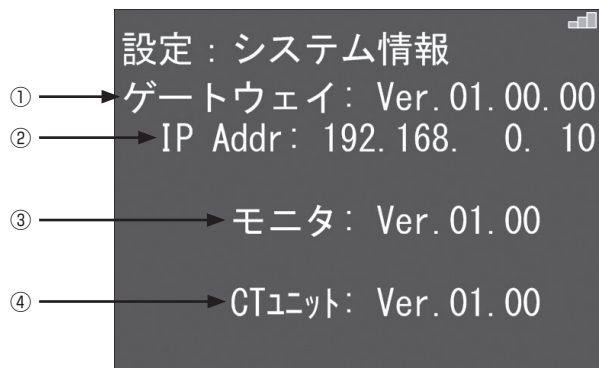 設定：システム情報
① ゲートウェイ: Ver.01.00.00
② IP Addr: 192.168.  0. 10
③ モニタ: Ver.01.00
④ CTﾕﾆｯﾄ: Ver.01.00